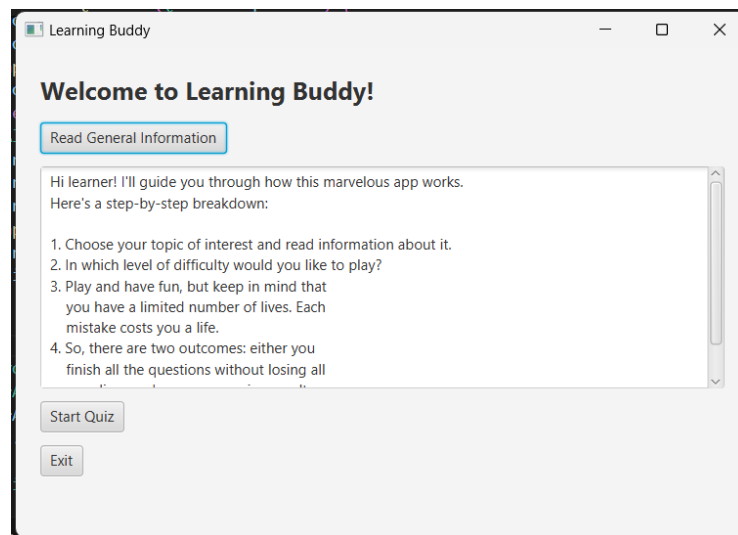 Learning Buddy
Welcome to Learning Buddy!
Read General Information
Hi learner! I'll guide you through how this marvelous app works.
Here's a step-by-step breakdown:
1. Choose your topic of interest and read information about it.
2. In which level of difficulty would you like to play?
3. Play and have fun, but keep in mind that
you have a limited number of lives. Each
mistake costs you a life.
4. So, there are two outcomes: either you
finish all the questions without losing all
Start Quiz
Exit